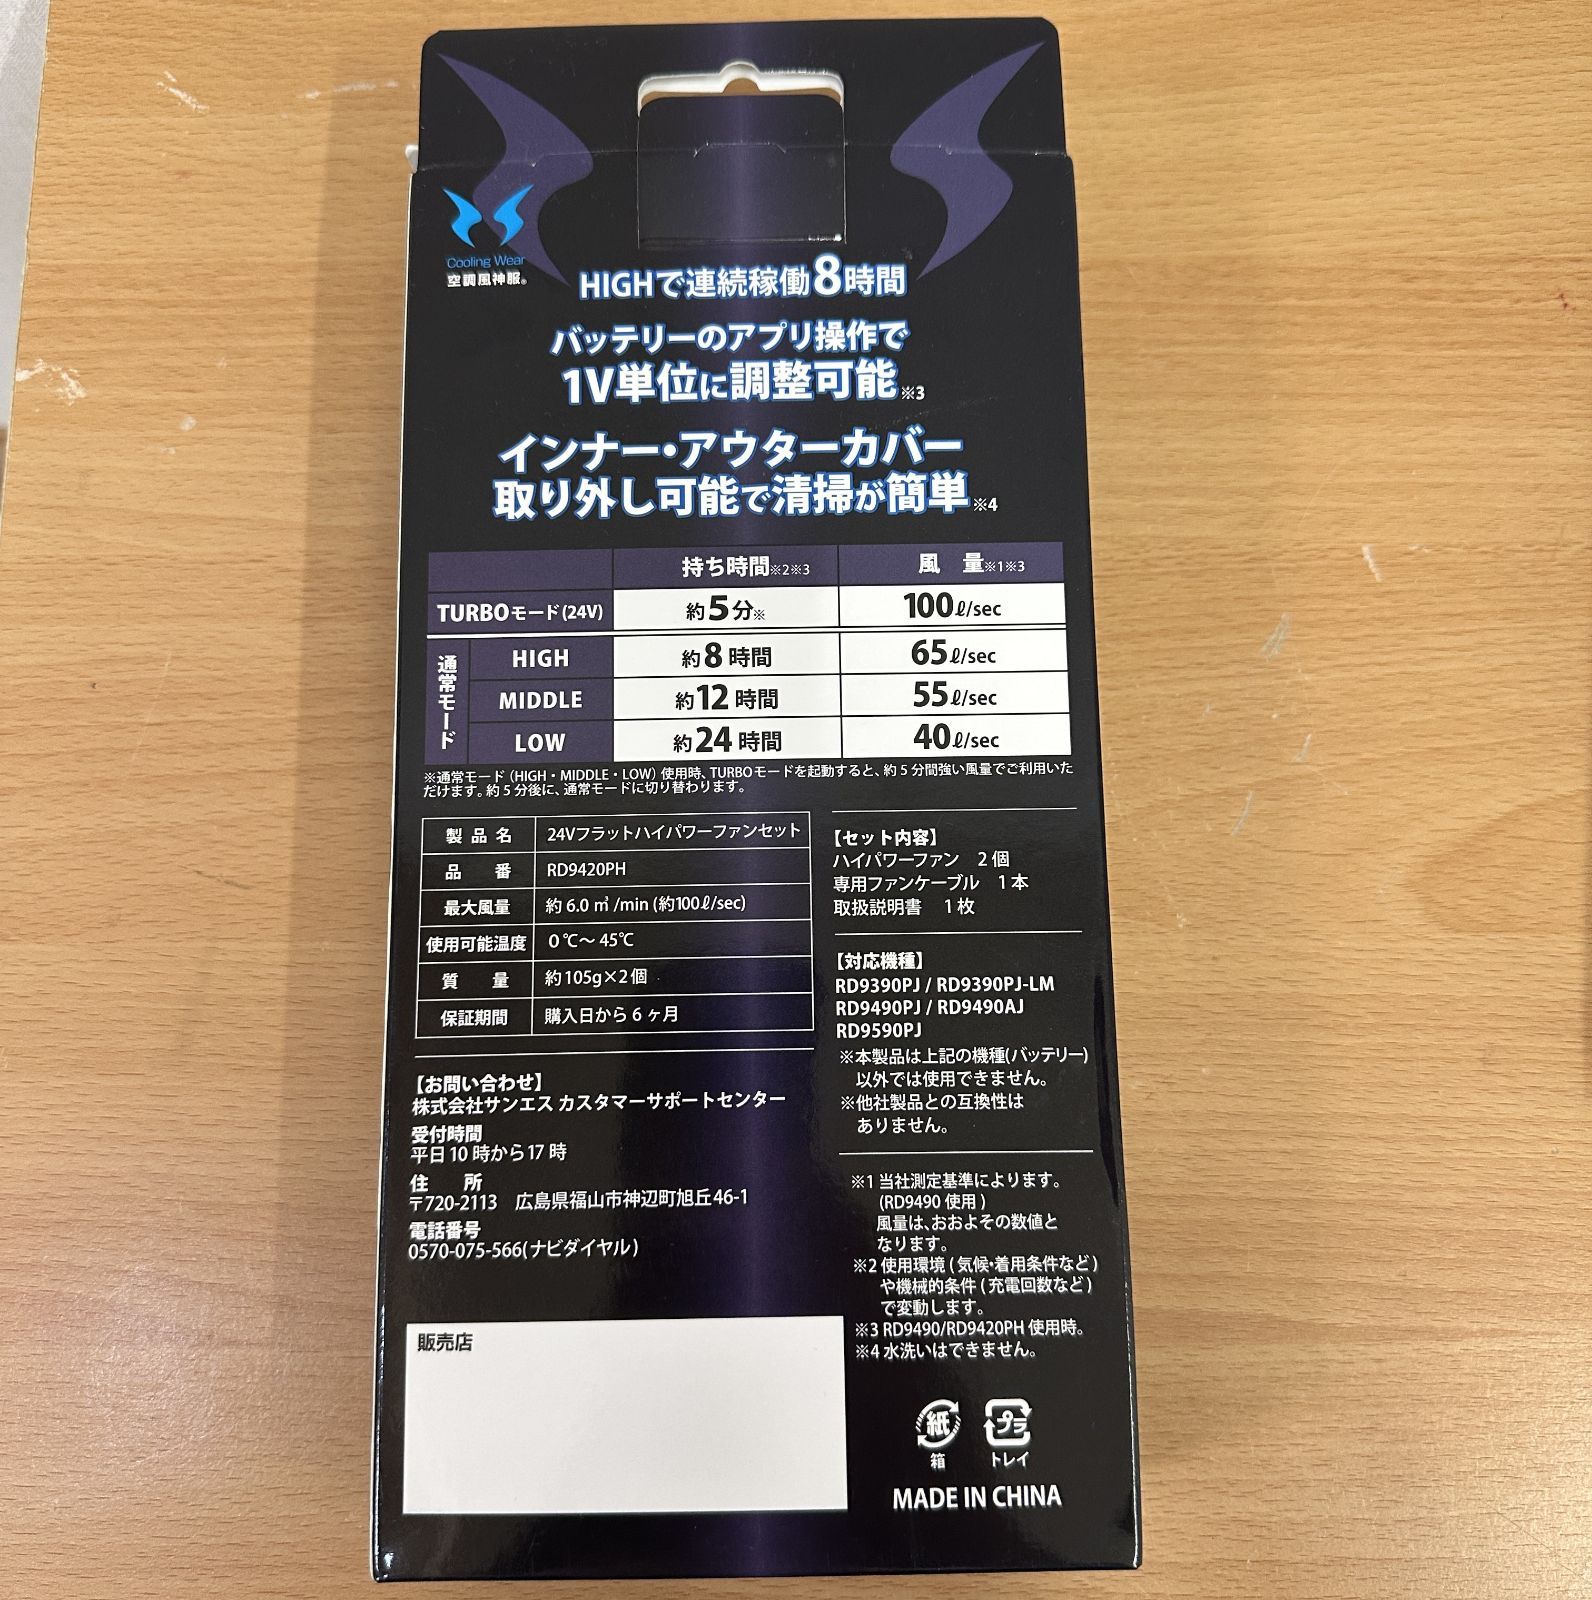 Cooling Wear
空調風神服®
HIGHで連続稼働8時間
バッテリーのアプリ操作で
1V単位に調整可能※3
インナー・アウターカバー
取り外し可能で清掃が簡単※4
持ち時間※2※3 風 量※1※3
TURBOモード(24V) 約5分※ 100ℓ/sec
通常モード
HIGH 約8時間 65ℓ/sec
MIDDLE 約12時間 55ℓ/sec
LOW 約24時間 40ℓ/sec
※通常モード（HIGH・MIDDLE・LOW）使用時、TURBOモードを起動すると、約5分間強い風量でご利用いた
だけます。約5分後に、通常モードに切り替わります。
製品名 24Vフラットハイパワーファンセット
品 番 RD9420PH
最大風量 約6.0㎥/min (約100ℓ/sec)
使用可能温度 0℃～45℃
質 量 約105g×2個
保証期間 購入日から6ヶ月
【セット内容】
ハイパワーファン 2個
専用ファンケーブル 1本
取扱説明書 1枚
【対応機種】
RD9390PJ / RD9390PJ-LM
RD9490PJ / RD9490AJ
RD9590PJ
※本製品は上記の機種(バッテリー)
以外では使用できません。
※他社製品との互換性は
ありません。
【お問い合わせ】
株式会社サンエス カスタマーサポートセンター
受付時間
平日10時から17時
住 所
〒720-2113 広島県福山市神辺町旭丘46-1
電話番号
0570-075-566(ナビダイヤル)
※1 当社測定基準によります。
(RD9490 使用)
風量は、おおよその数値と
なります。
※2 使用環境(気候・着用条件など)
や機械的条件(充電回数など)
で変動します。
※3 RD9490/RD9420PH 使用時。
※4 水洗いはできません。
販売店
紙 プラ
箱 トレイ
MADE IN CHINA